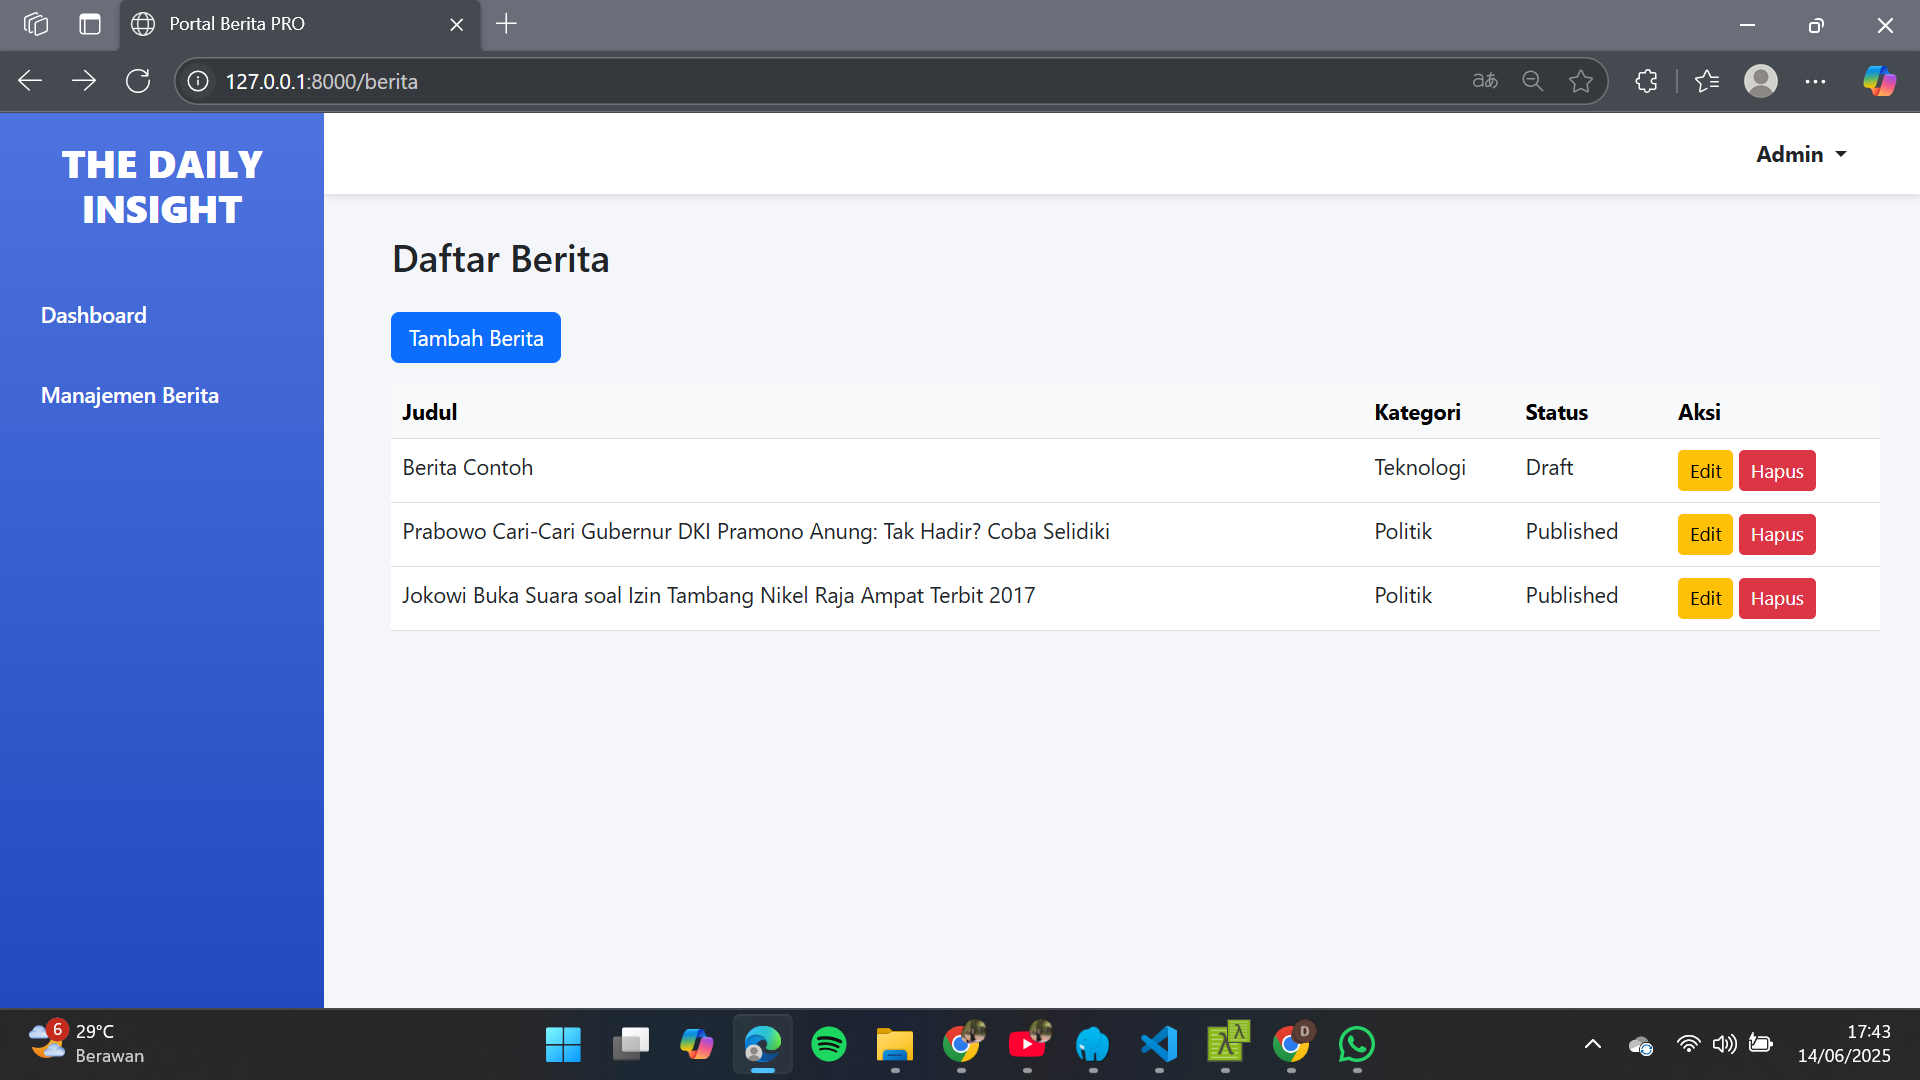 Portal Berita PRO
127.0.0.1:8000/berita
aあ
THE DAILY
INSIGHT
Admin
Dashboard
Manajemen Berita
Daftar Berita
Tambah Berita
Judul Kategori Status Aksi
Berita Contoh Teknologi Draft Edit Hapus
Prabowo Cari-Cari Gubernur DKI Pramono Anung: Tak Hadir? Coba Selidiki Politik Published Edit Hapus
Jokowi Buka Suara soal Izin Tambang Nikel Raja Ampat Terbit 2017 Politik Published Edit Hapus
6
29°C
Berawan
λ
λ
D
17:43
14/06/2025